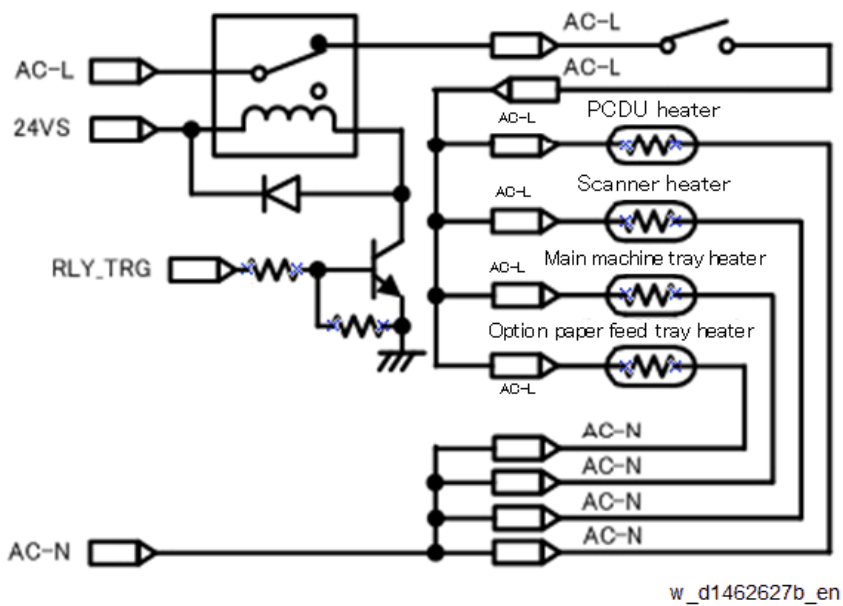 AC-L
AC-L
AC-L
24VS
PCDU heater
AC-L
Scanner heater
AC-L
RLY_TRG
Main machine tray heater
AC-L
Option paper feed tray heater
AC-L
AC-N
AC-N
AC-N
AC-N
AC-N
w_d1462627b_en